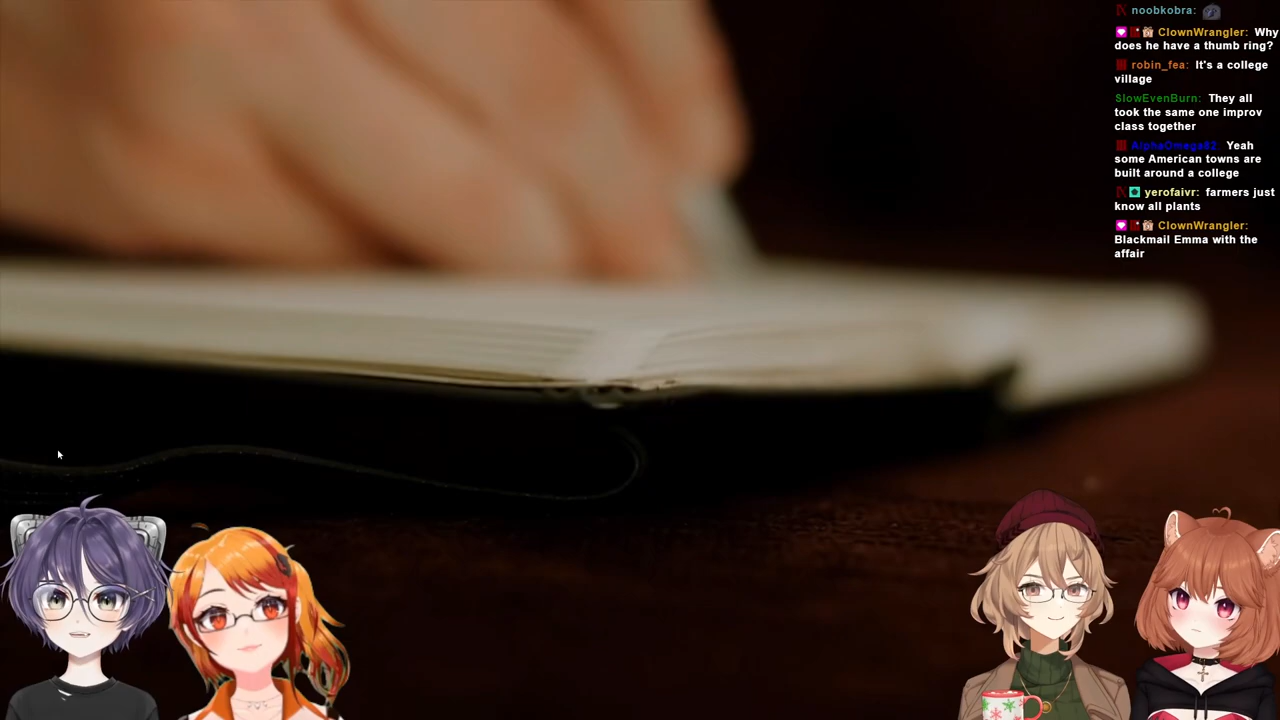 noobkobra:
ClownWrangler: Why
does he have a thumb ring?
robin_fea: It's a college
village
SlowEvenBurn: They all
took the same one improv
class together
AlphaOmega82: Yeah
some American towns are
built around a college
yerofaivr: farmers just
know all plants
ClownWrangler:
Blackmail Emma with the
affair